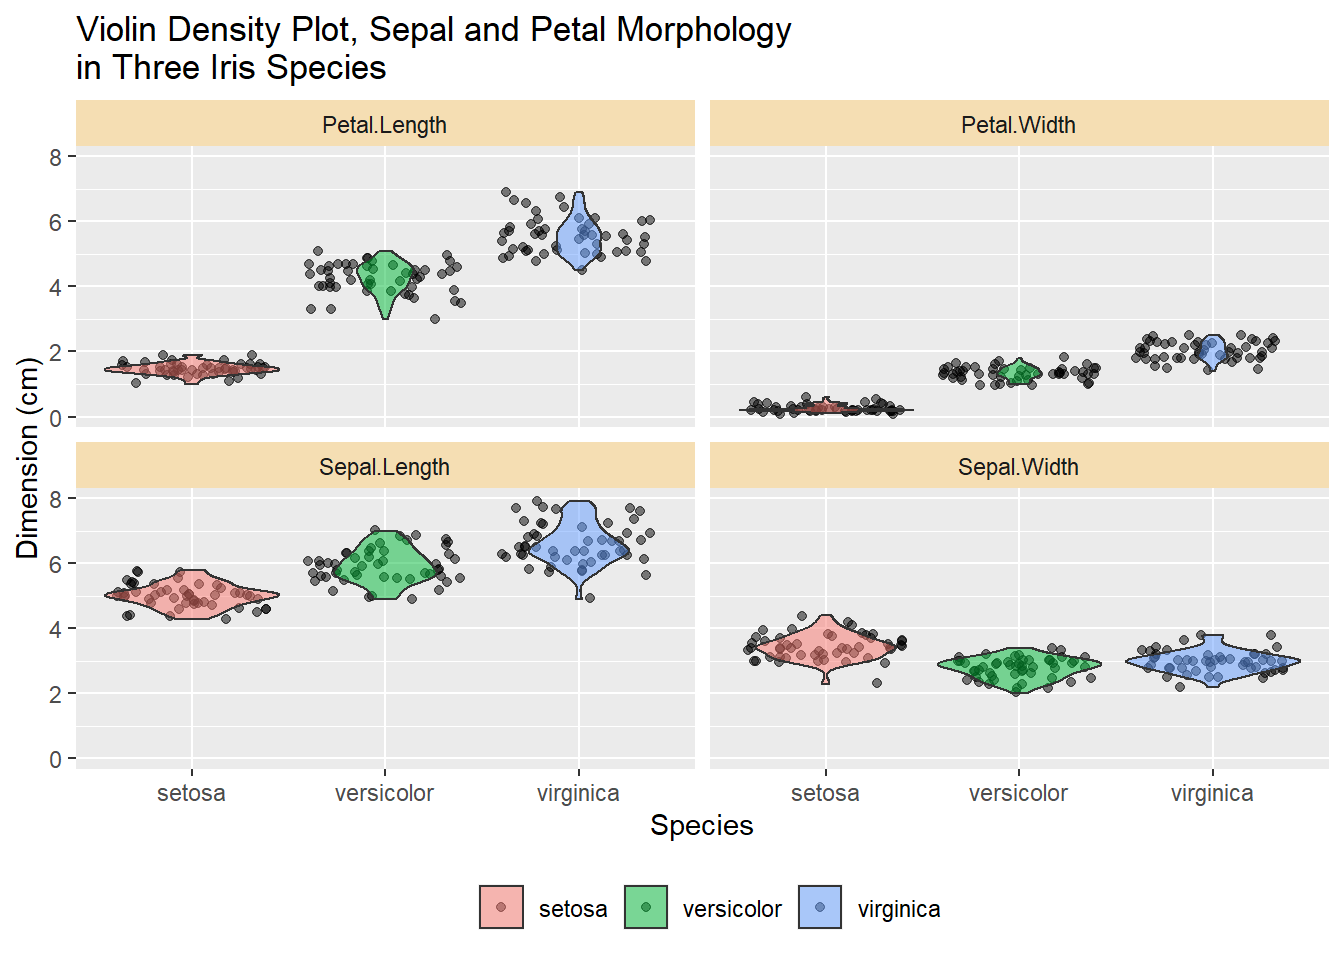 Violin Density Plot, Sepal and Petal Morphology
in Three Iris Species
Petal.Length
Petal.Width
8
6
4
2
0
Sepal.Length
Sepal.Width
8
6
4
2
0
Dimension (cm)
setosa
versicolor
virginica
setosa
versicolor
virginica
Species
setosa
versicolor
virginica